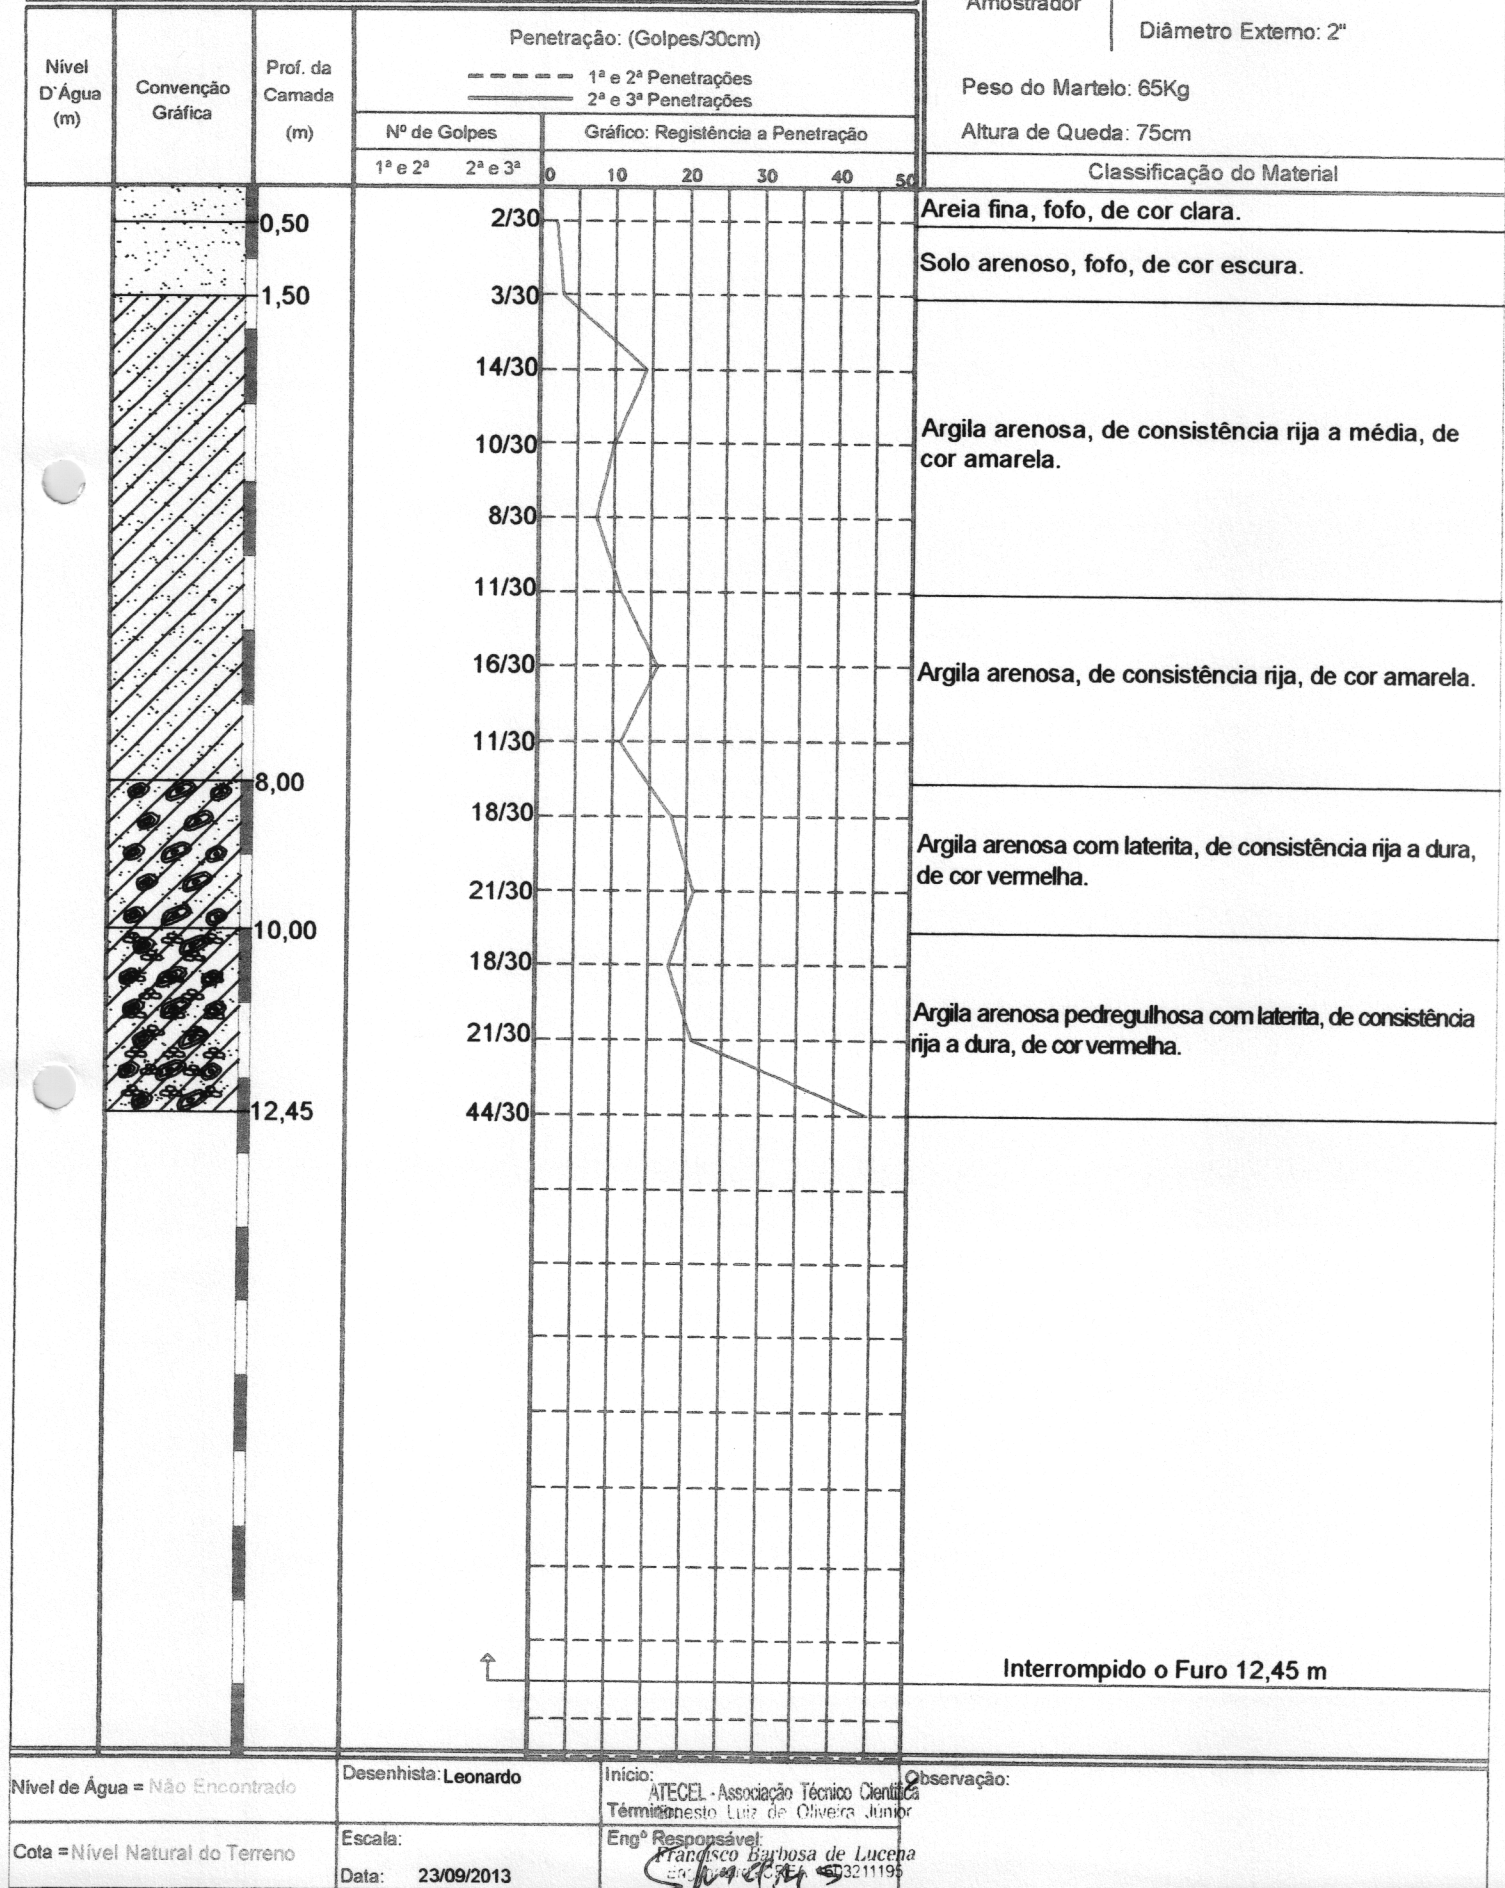 Amostrador
Diâmetro Externo: 2"
Peso do Martelo: 65Kg
Altura de Queda: 75cm
Classificação do Material
Nível
D`Água
(m)
Convenção
Gráfica
Prof. da
Camada
(m)
Penetração: (Golpes/30cm)
1ª e 2ª Penetrações
2ª e 3ª Penetrações
Nº de Golpes
Gráfico: Registência a Penetração
1ª e 2ª 2ª e 3ª
0 10 20 30 40 50
0,50
2/30
Areia fina, fofo, de cor clara.
Solo arenoso, fofo, de cor escura.
1,50
3/30
14/30
10/30
Argila arenosa, de consistência rija a média, de
cor amarela.
8/30
11/30
16/30
Argila arenosa, de consistência rija, de cor amarela.
11/30
8,00
18/30
Argila arenosa com laterita, de consistência rija a dura,
de cor vermelha.
21/30
10,00
18/30
Argila arenosa pedregulhosa com laterita, de consistência
rija a dura, de cor vermelha.
21/30
12,45
44/30
Interrompido o Furo 12,45 m
Nível de Água = Não Encontrado
Desenhista: Leonardo
Início:
ATECEL - Associação Técnico Científica
Ernesto Luiz de Oliveira Júnior
Observação:
Cota = Nível Natural do Terreno
Escala:
Data: 23/09/2013
Engº Responsável:
Francisco Barbosa de Lucena